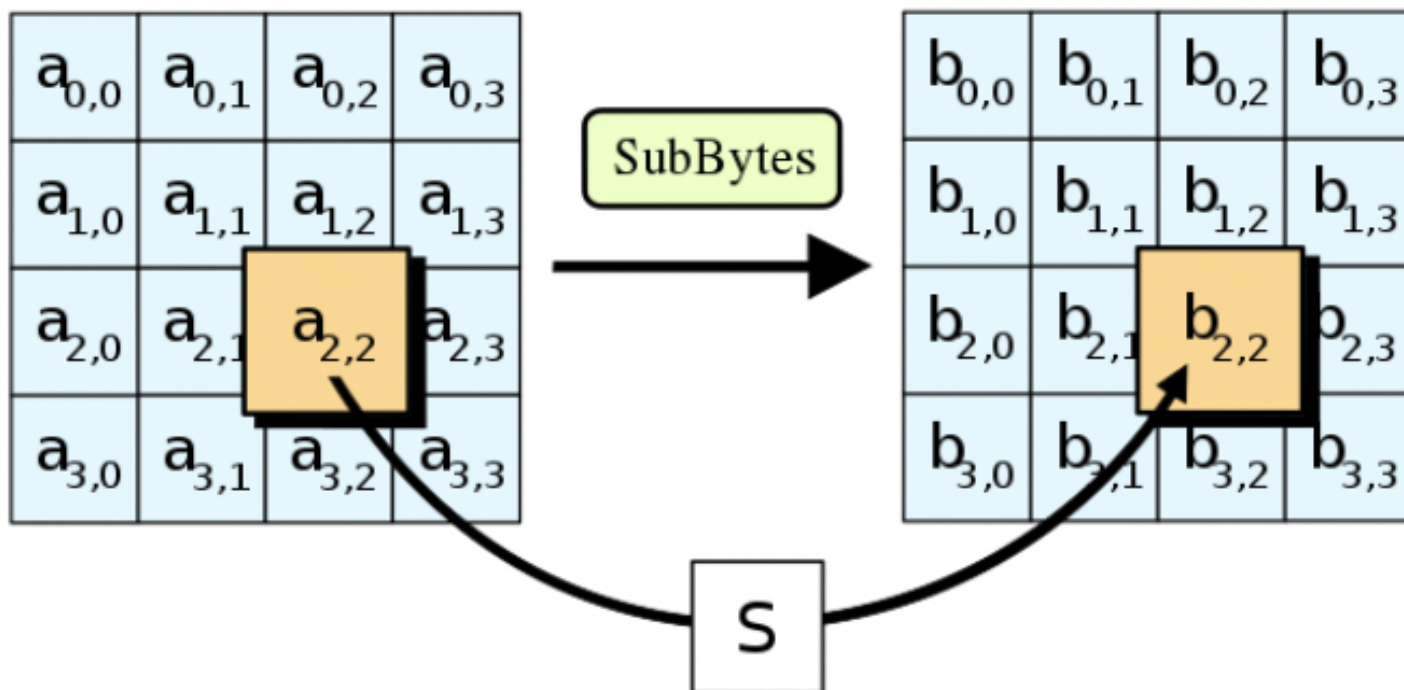 a0,0 a0,1 a0,2 a0,3
b0,0 b0,1 b0,2 b0,3
SubBytes
a1,0 a1,1 a1,2 a1,3
b1,0 b1,1 b1,2 b1,3
a2,0 a2,1 a2,2 a2,3
b2,0 b2,1 b2,2 b2,3
a3,0 a3,1 a3,2 a3,3
b3,0 b3,1 b3,2 b3,3
S